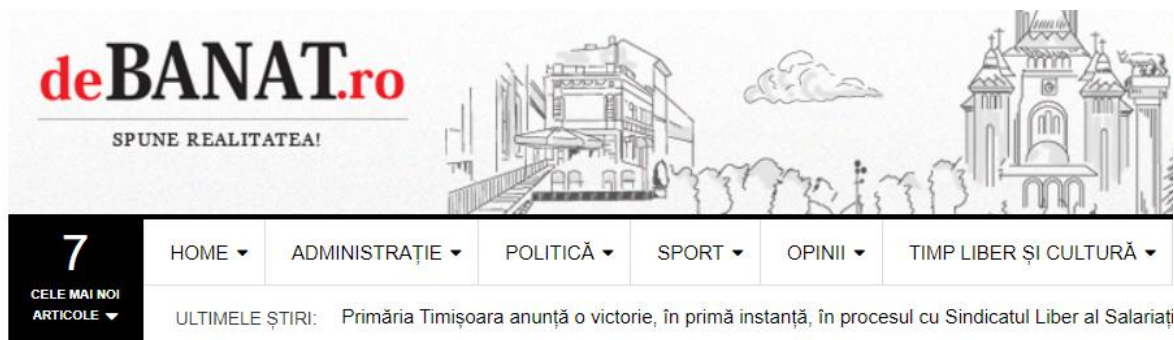 deBANAT.ro
SPUNE REALITATEA!
7
CELE MAI NOI
ARTICOLE
HOME
ADMINISTRAȚIE
POLITICĂ
SPORT
OPINII
TIMP LIBER ȘI CULTURĂ
ULTIMELE ȘTIRI: Primăria Timișoara anunță o victorie, în primă instanță, în procesul cu Sindicatul Liber al Salariați